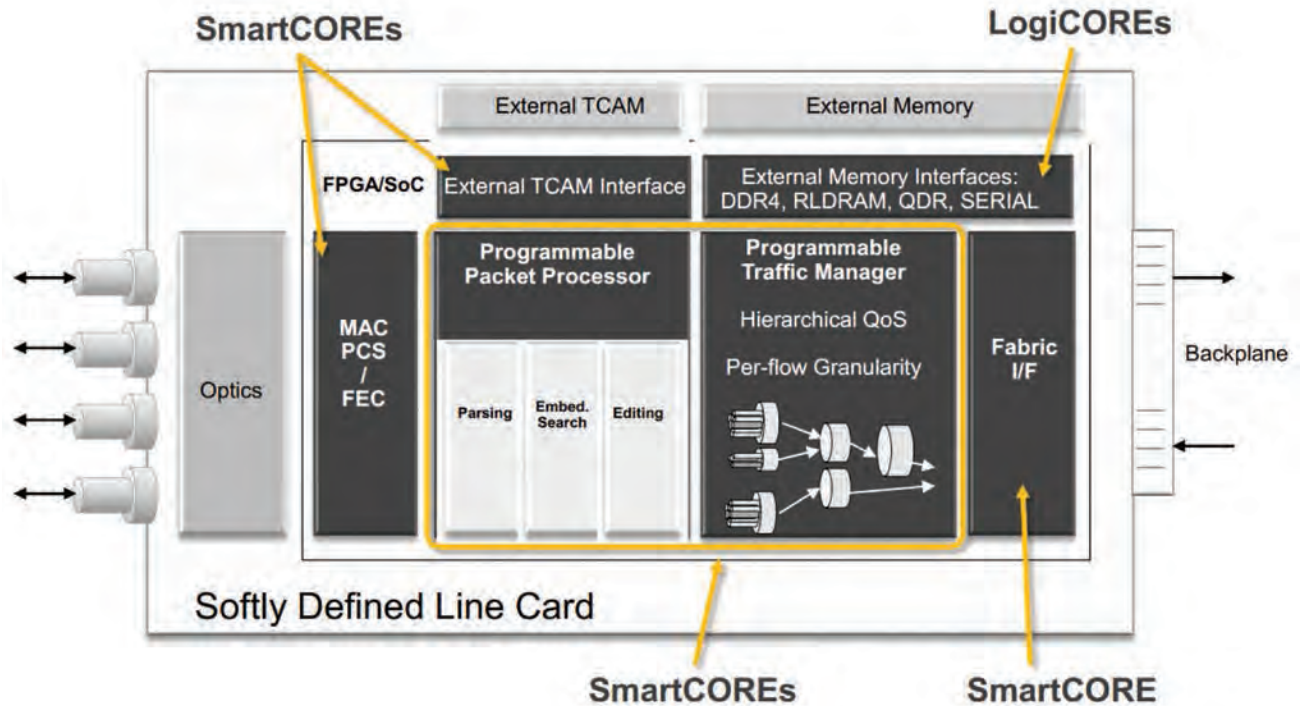 SmartCOREs
LogiCOREs
External TCAM
External Memory
FPGA/SoC
External TCAM Interface
External Memory Interfaces:
DDR4, RLDRAM, QDR, SERIAL
Optics
MAC
PCS
/
FEC
Programmable
Packet Processor
Parsing
Embed.
Search
Editing
Programmable
Traffic Manager
Hierarchical QoS
Per-flow Granularity
Fabric
I/F
Backplane
Softly Defined Line Card
SmartCOREs
SmartCORE